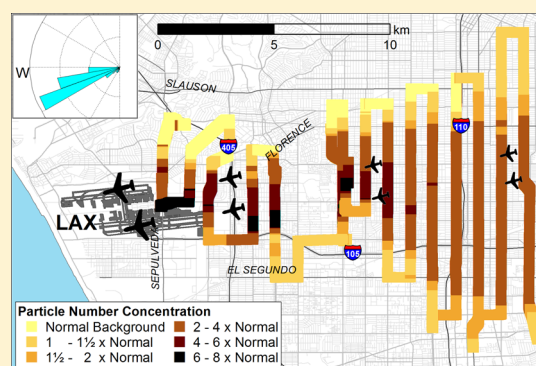 W
0 5 10
km
SLAUSON
FLORENCE
405
110
LAX
SEPULVEDA
105
EL SEGUNDO
Particle Number Concentration
Normal Background
1 - 1½ x Normal
1½ - 2 x Normal
2 - 4 x Normal
4 - 6 x Normal
6 - 8 x Normal